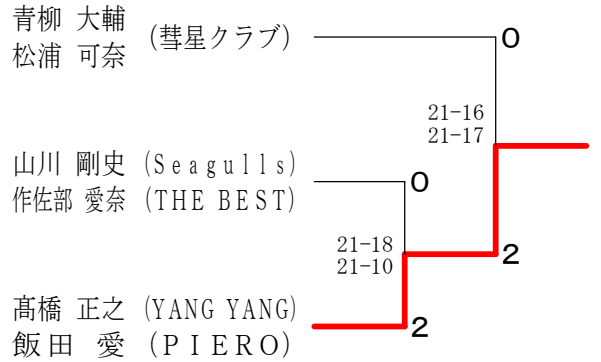 青柳 大輔
松浦 可奈
(彗星クラブ)
0
21-16
21-17
山川 剛史 (Seagulls)
作佐部 愛奈 (THE BEST)
0
21-18
21-10
2
髙橋 正之 (YANG YANG)
飯田 愛 (PIERO)
2